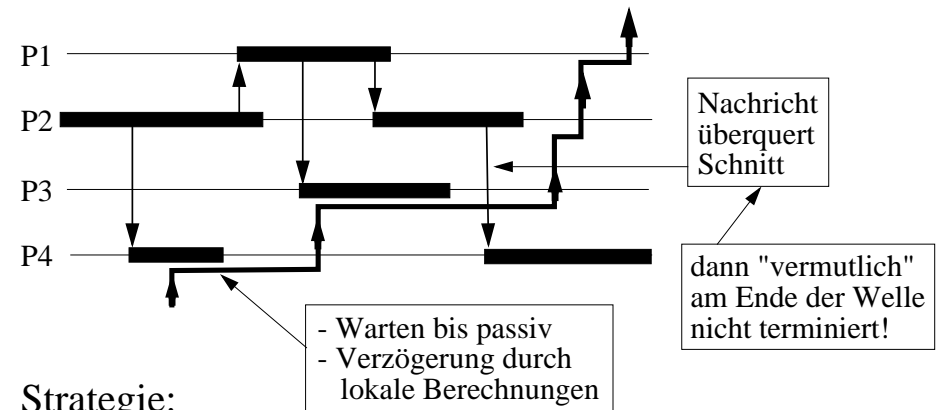 P1
P2
P3
P4
Nachricht
überquert
Schnitt
dann "vermutlich"
am Ende der Welle
nicht terminiert!
- Warten bis passiv
- Verzögerung durch
lokale Berechnungen
Strategie: